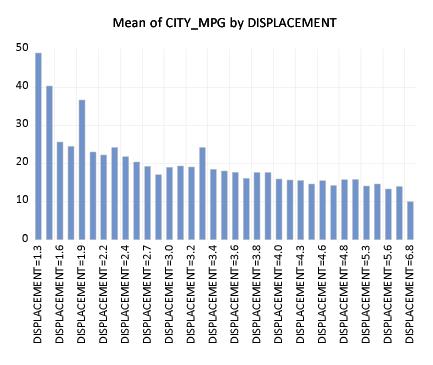 Mean of CITY_MPG by DISPLACEMENT
50
40
30
20
10
0
DISPLACEMENT=1.3
DISPLACEMENT=1.6
DISPLACEMENT=1.9
DISPLACEMENT=2.2
DISPLACEMENT=2.4
DISPLACEMENT=2.7
DISPLACEMENT=3.0
DISPLACEMENT=3.2
DISPLACEMENT=3.4
DISPLACEMENT=3.6
DISPLACEMENT=3.8
DISPLACEMENT=4.0
DISPLACEMENT=4.3
DISPLACEMENT=4.6
DISPLACEMENT=4.8
DISPLACEMENT=5.3
DISPLACEMENT=5.6
DISPLACEMENT=6.8